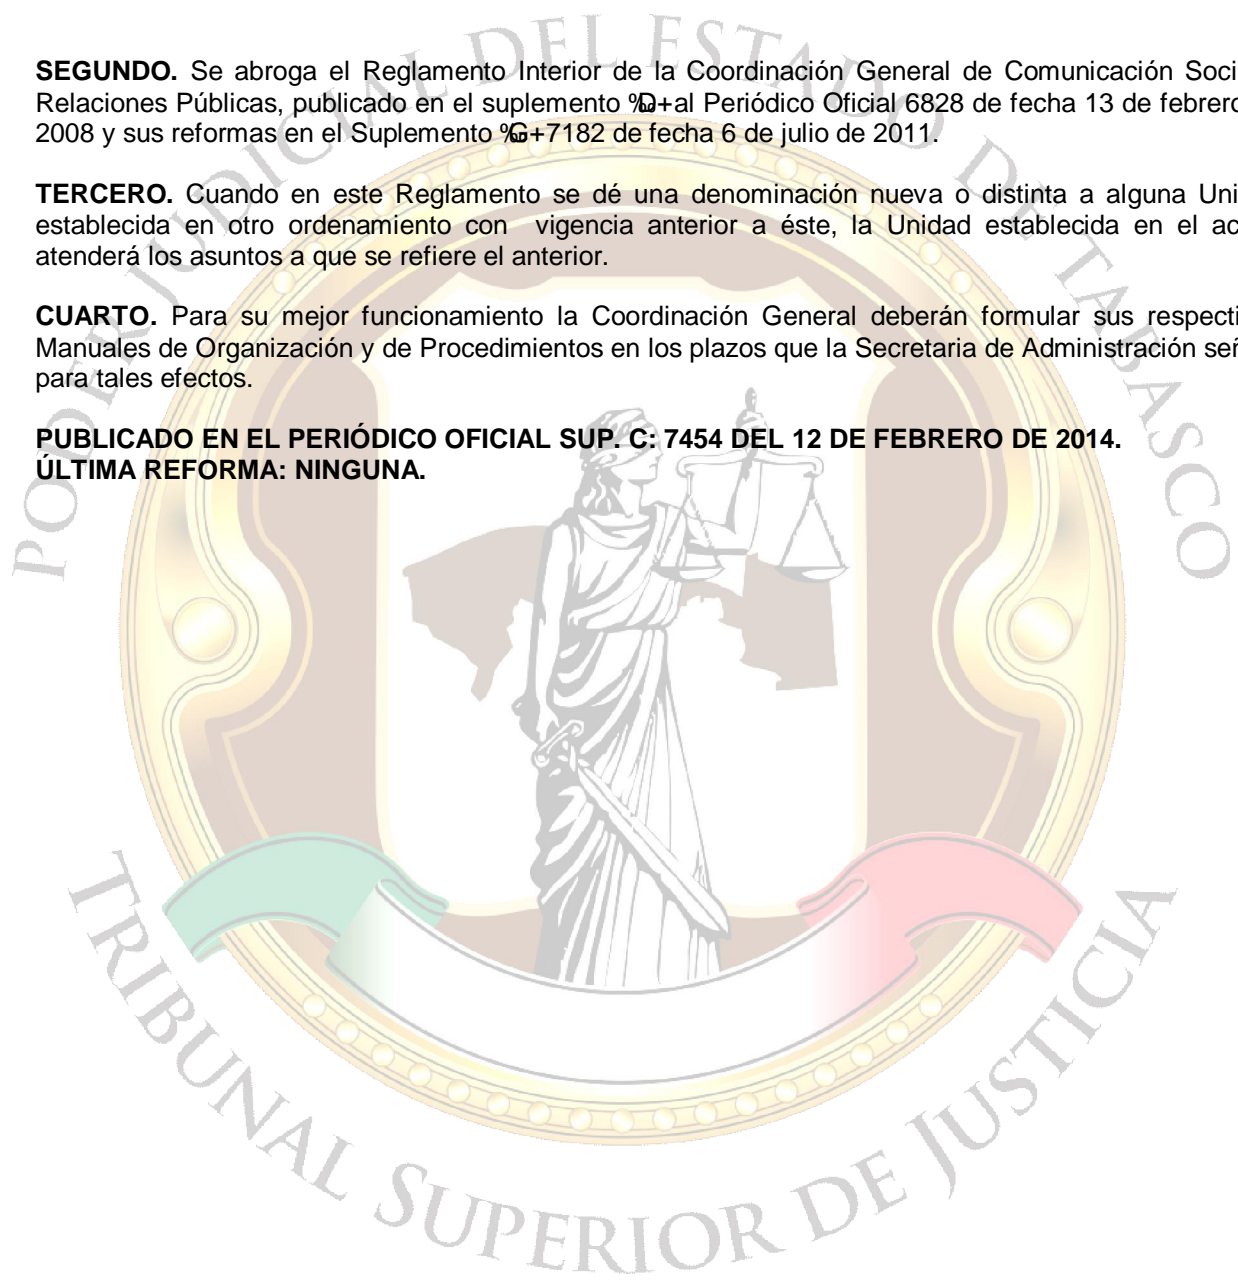 SEGUNDO. Se abroga el Reglamento Interior de la Coordinación General de Comunicación Soci
Relaciones Públicas, publicado en el suplemento al Periódico Oficial 6828 de fecha 13 de febrero
2008 y sus reformas en el Suplemento 7182 de fecha 6 de julio de 2011.
TERCERO. Cuando en este Reglamento se dé una denominación nueva o distinta a alguna Uni
establecida en otro ordenamiento con vigencia anterior a éste, la Unidad establecida en el ac
atenderá los asuntos a que se refiere el anterior.
CUARTO. Para su mejor funcionamiento la Coordinación General deberán formular sus respecti
Manuales de Organización y de Procedimientos en los plazos que la Secretaria de Administración señ
para tales efectos.
PUBLICADO EN EL PERIÓDICO OFICIAL SUP. C: 7454 DEL 12 DE FEBRERO DE 2014.
ÚLTIMA REFORMA: NINGUNA.
PODER JUDICIAL DEL ESTADO DE TABASCO
TRIBUNAL SUPERIOR DE JUSTICIA